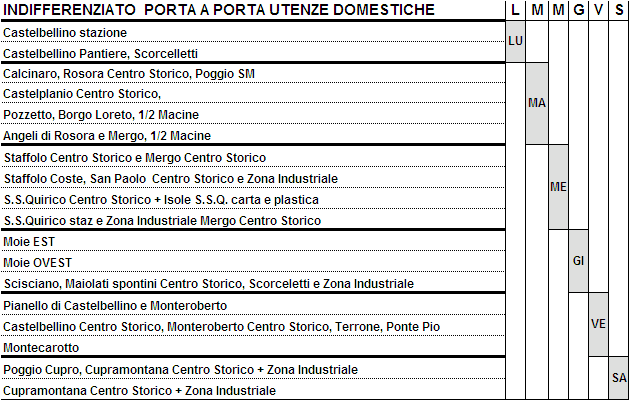 INDIFFERENZIATO PORTA A PORTA UTENZE DOMESTICHE L M M G V S
Castelbellino stazione
LU
Castelbellino Pantiere, Scorcelletti
Calcinaro, Rosora Centro Storico, Poggio SM
Castelplanio Centro Storico,
MA
Pozzetto, Borgo Loreto, 1/2 Macine
Angeli di Rosora e Mergo, 1/2 Macine
Staffolo Centro Storico e Mergo Centro Storico
Staffolo Coste, San Paolo Centro Storico e Zona Industriale
ME
S.S.Quirico Centro Storico + Isole S.S.Q. carta e plastica
S.S.Quirico staz e Zona Industriale Mergo Centro Storico
Moie EST
Moie OVEST GI
Scisciano, Maiolati spontini Centro Storico, Scorceletti e Zona Industriale
Pianello di Castelbellino e Monteroberto
Castelbellino Centro Storico, Monteroberto Centro Storico, Terrone, Ponte Pio VE
Montecarotto
Poggio Cupro, Cupramontana Centro Storico + Zona Industriale
SA
Cupramontana Centro Storico + Zona Industriale